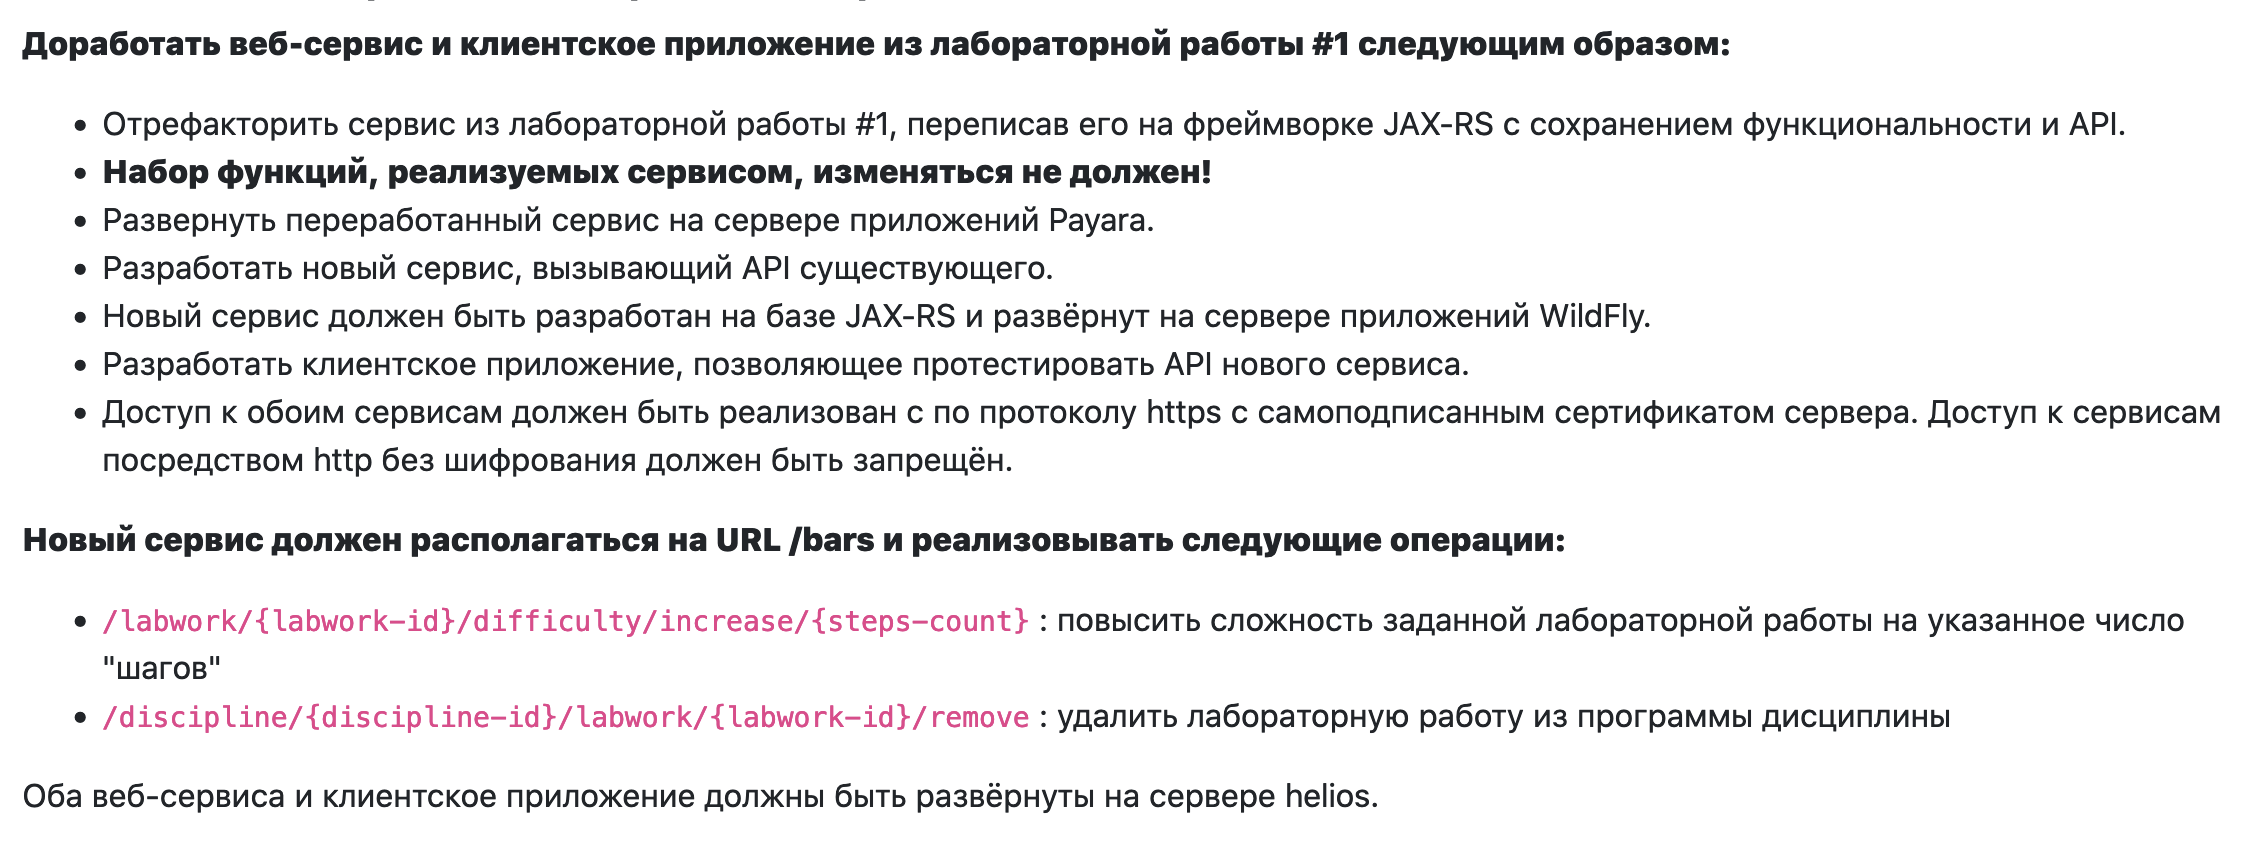 Доработать веб-сервис и клиентское приложение из лабораторной работы #1 следующим образом:
• Отрефакторить сервис из лабораторной работы #1, переписав его на фреймворке JAX-RS с сохранением функциональности и API.
• Набор функций, реализуемых сервисом, изменяться не должен!
• Развернуть переработанный сервис на сервере приложений Payara.
• Разработать новый сервис, вызывающий API существующего.
• Новый сервис должен быть разработан на базе JAX-RS и развёрнут на сервере приложений WildFly.
• Разработать клиентское приложение, позволяющее протестировать API нового сервиса.
• Доступ к обоим сервисам должен быть реализован с по протоколу https с самоподписанным сертификатом сервера. Доступ к сервисам
посредством http без шифрования должен быть запрещён.
Новый сервис должен располагаться на URL /bars и реализовывать следующие операции:
• /labwork/{labwork-id}/difficulty/increase/{steps-count} : повысить сложность заданной лабораторной работы на указанное число
"шагов"
• /discipline/{discipline-id}/labwork/{labwork-id}/remove : удалить лабораторную работу из программы дисциплины
Оба веб-сервиса и клиентское приложение должны быть развёрнуты на сервере helios.